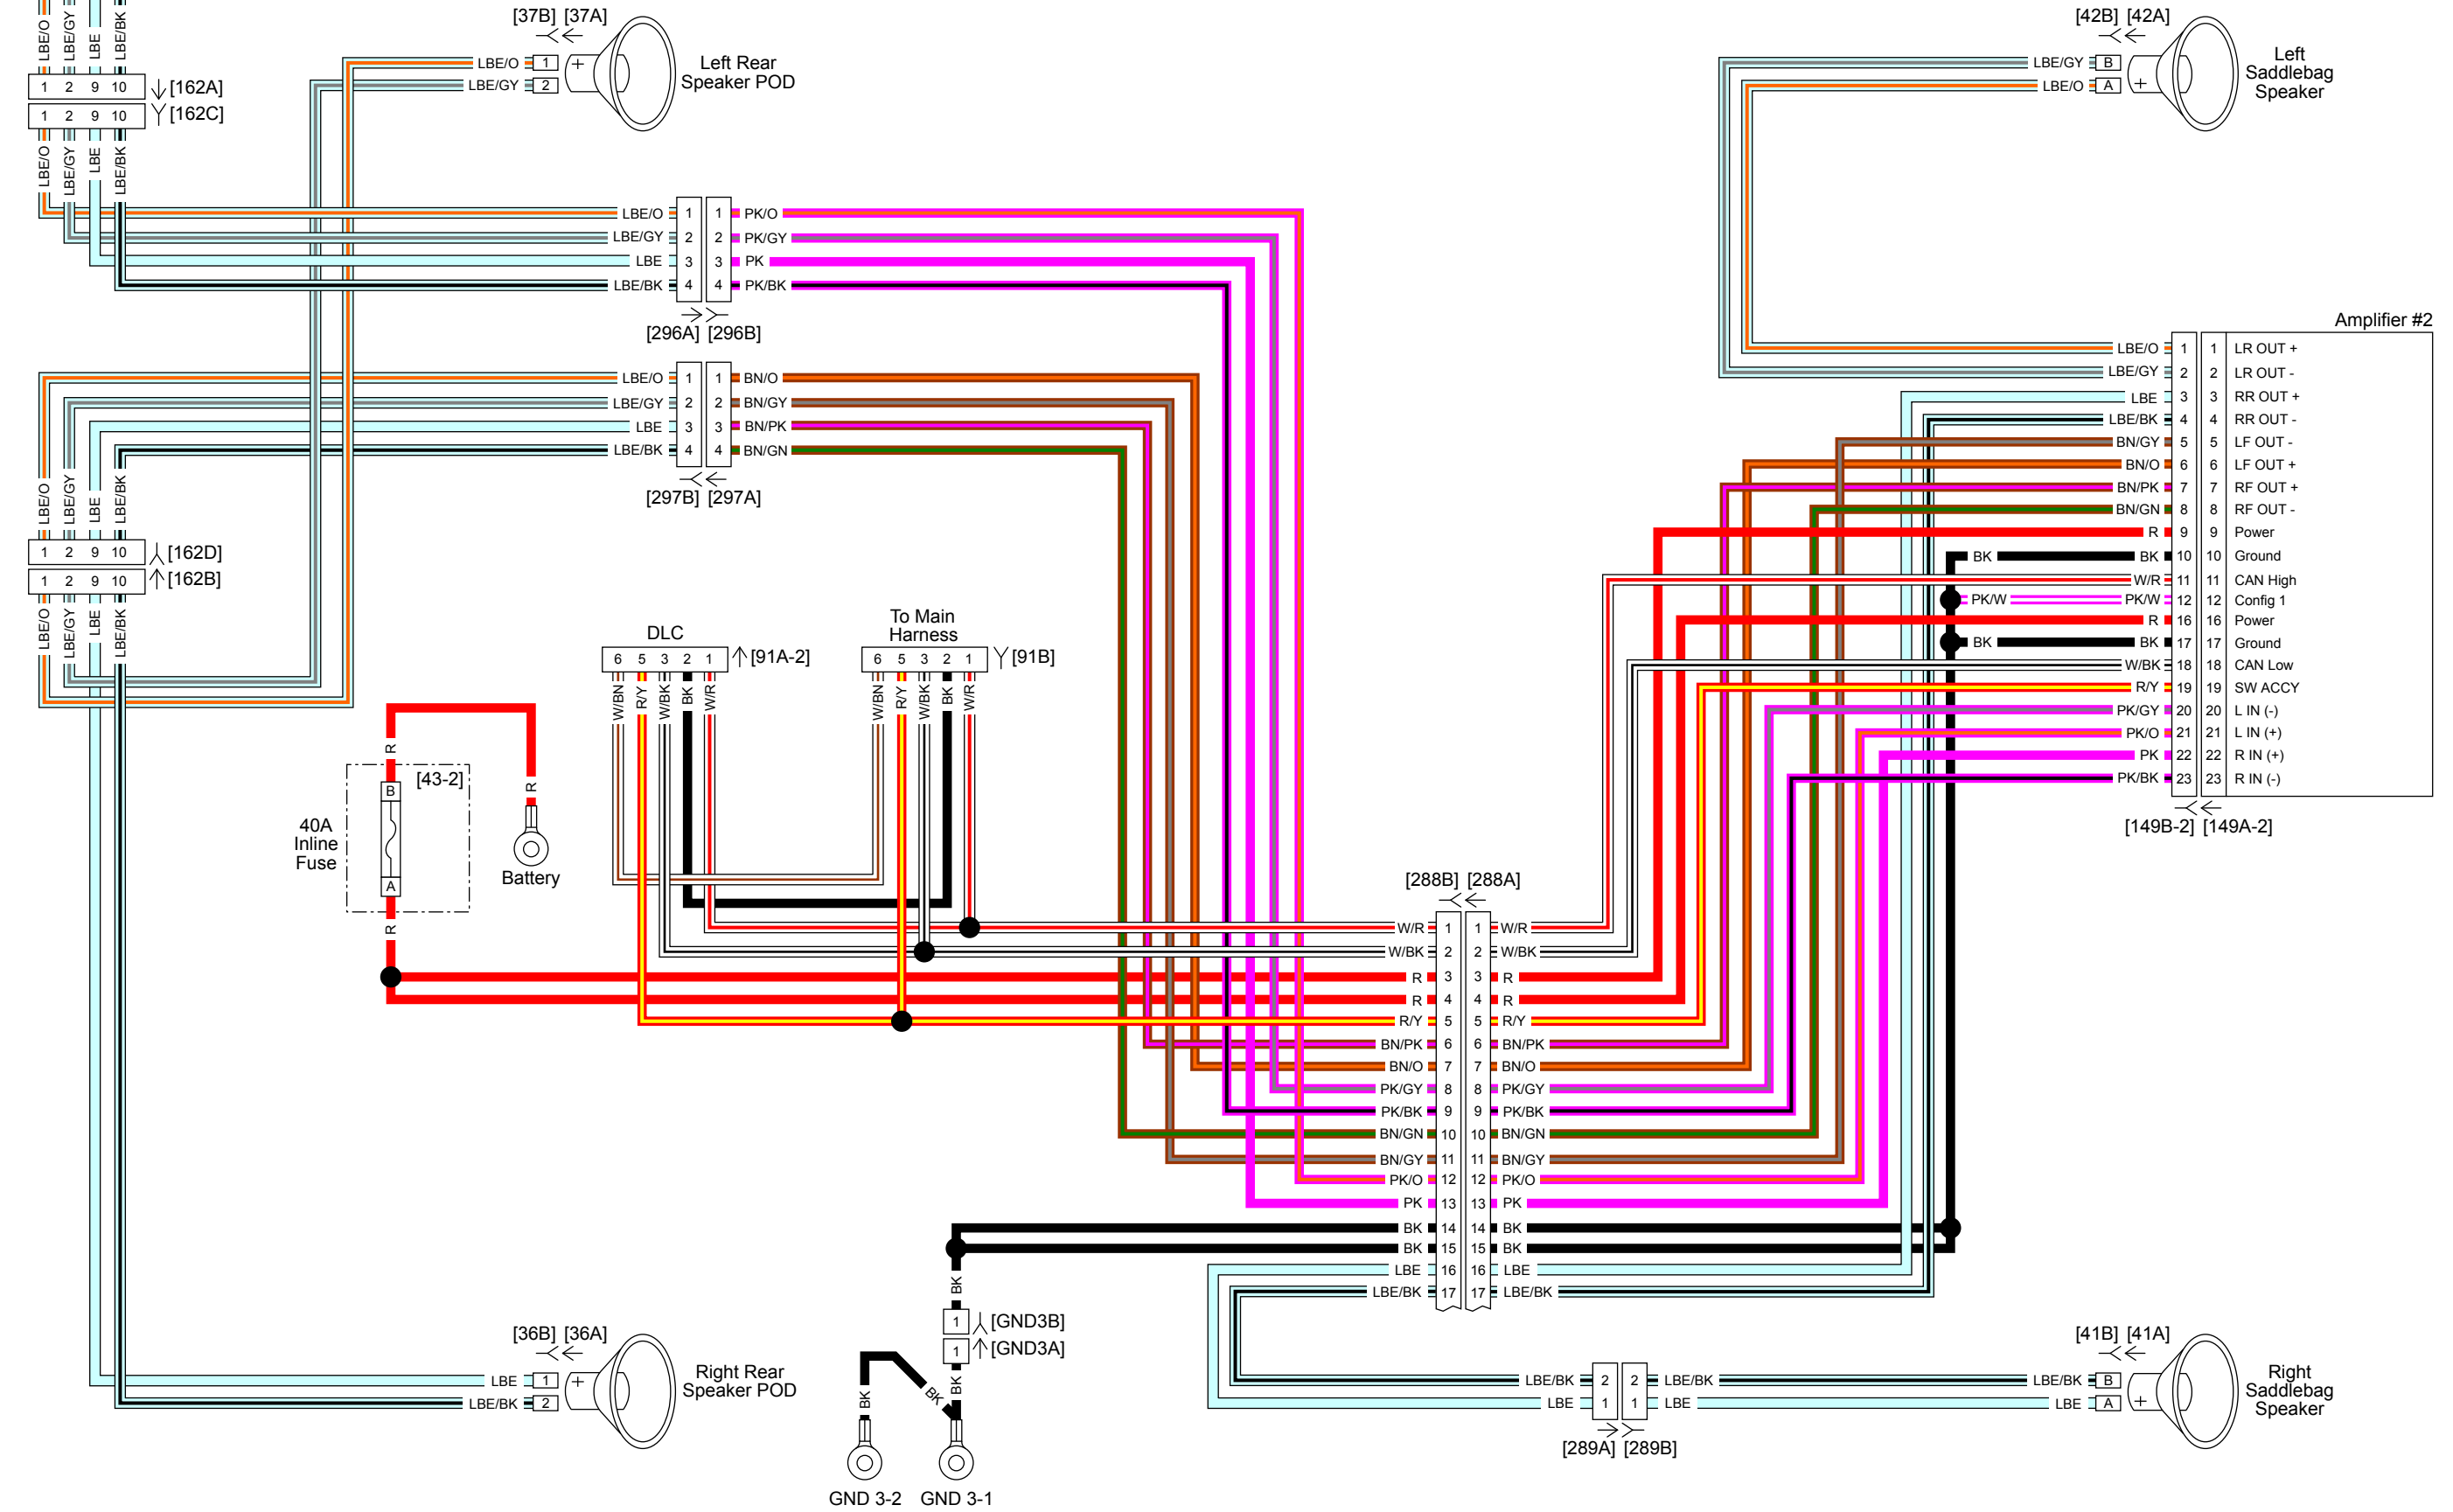 LBE/O LBE/GY LBE LBE/BK
1 2 9 10 [162A]
1 2 9 10 [162C]
LBE/O LBE/GY LBE LBE/BK
[37B] [37A]
LBE/O 1 +
LBE/GY 2
Left Rear
Speaker POD
[42B] [42A]
LBE/GY B
LBE/O A +
Left
Saddlebag
Speaker
LBE/O 1 1 PK/O
LBE/GY 2 2 PK/GY
LBE 3 3 PK
LBE/BK 4 4 PK/BK
[296A] [296B]
LBE/O 1 1 BN/O
LBE/GY 2 2 BN/GY
LBE 3 3 BN/PK
LBE/BK 4 4 BN/GN
[297B] [297A]
LBE/O LBE/GY LBE LBE/BK
1 2 9 10 [162D]
1 2 9 10 [162B]
LBE/O LBE/GY LBE LBE/BK
Amplifier #2
LBE/O 1 1 LR OUT +
LBE/GY 2 2 LR OUT -
LBE 3 3 RR OUT +
LBE/BK 4 4 RR OUT -
BN/GY 5 5 LF OUT -
BN/O 6 6 LF OUT +
BN/PK 7 7 RF OUT +
BN/GN 8 8 RF OUT -
R 9 9 Power
BK BK 10 10 Ground
W/R 11 11 CAN High
PK/W PK/W 12 12 Config 1
R 16 16 Power
BK BK 17 17 Ground
W/BK 18 18 CAN Low
R/Y 19 19 SW ACCY
PK/GY 20 20 L IN (-)
PK/O 21 21 L IN (+)
PK 22 22 R IN (+)
PK/BK 23 23 R IN (-)
[149B-2] [149A-2]
DLC
6 5 3 2 1 [91A-2]
W/BN R/Y W/BK BK W/R
To Main
Harness
6 5 3 2 1 [91B]
W/BN R/Y W/BK BK W/R
R
[43-2]
B
40A
Inline
Fuse
A
R
R
Battery
[288B] [288A]
W/R 1 1 W/R
W/BK 2 2 W/BK
R 3 3 R
R 4 4 R
R/Y 5 5 R/Y
BN/PK 6 6 BN/PK
BN/O 7 7 BN/O
PK/GY 8 8 PK/GY
PK/BK 9 9 PK/BK
BN/GN 10 10 BN/GN
BN/GY 11 11 BN/GY
PK/O 12 12 PK/O
PK 13 13 PK
BK 14 14 BK
BK 15 15 BK
LBE 16 16 LBE
LBE/BK 17 17 LBE/BK
BK
1 [GND3B]
1 [GND3A]
BK BK BK
GND 3-2 GND 3-1
[36B] [36A]
LBE 1 +
LBE/BK 2
Right Rear
Speaker POD
LBE/BK 2 2 LBE/BK
LBE 1 1 LBE
[289A] [289B]
[41B] [41A]
LBE/BK B
LBE A +
Right
Saddlebag
Speaker